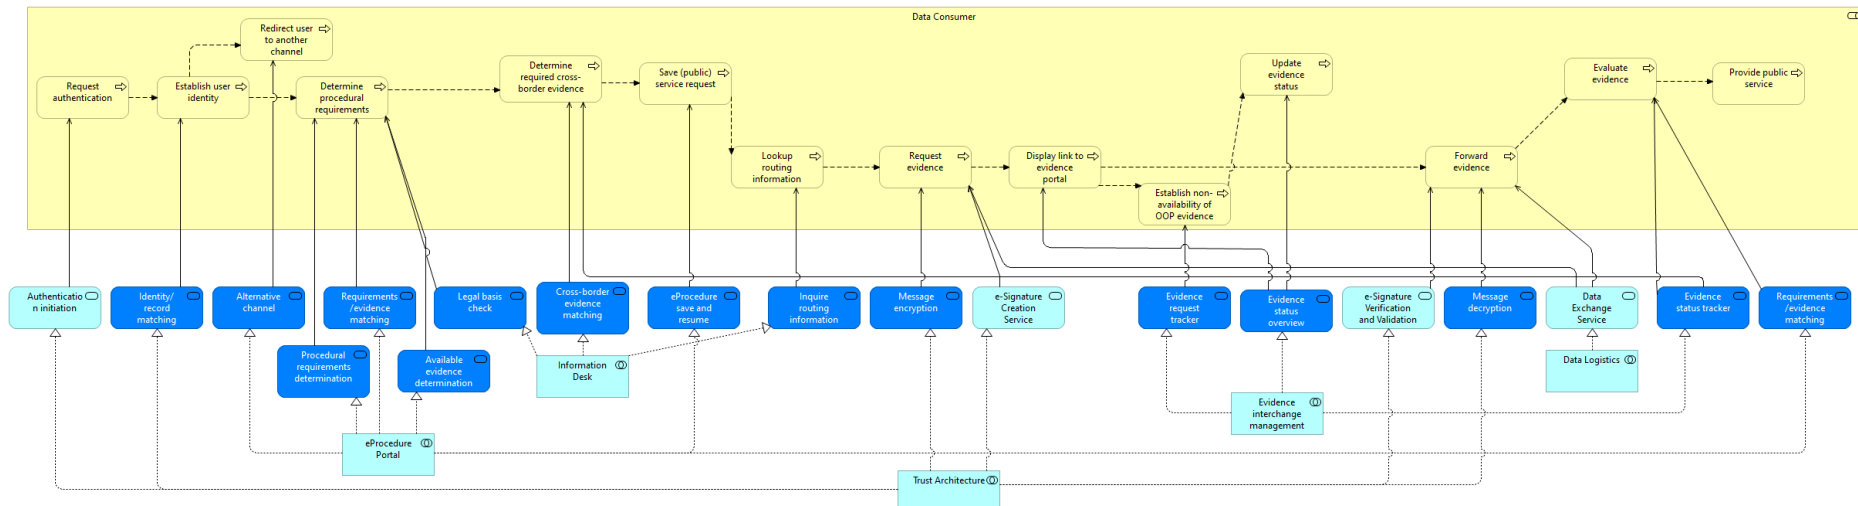 Data Consumer
Redirect user
to another
channel
Request
authentication
Establish user
identity
Determine
procedural
requirements
Determine
required cross-
border evidence
Save (public)
service request
Update
evidence
status
Evaluate
evidence
Provide public
service
Lookup
routing
information
Request
evidence
Display link to
evidence
portal
Establish non-
availability of
OOP evidence
Forward
evidence
Authenticatio
n initiation
Identity/
record
matching
Alternative
channel
Requirements
/evidence
matching
Legal basis
check
Cross-border
evidence
matching
eProcedure
save and
resume
Inquire
routing
information
Message
encryption
e-Signature
Creation
Service
Evidence
request
tracker
Evidence
status
overview
e-Signature
Verification
and Validation
Message
decryption
Data
Exchange
Service
Evidence
status tracker
Requirements
/evidence
matching
Procedural
requirements
determination
Available
evidence
determination
Information
Desk
Data Logistics
Evidence
interchange
management
eProcedure
Portal
Trust Architecture